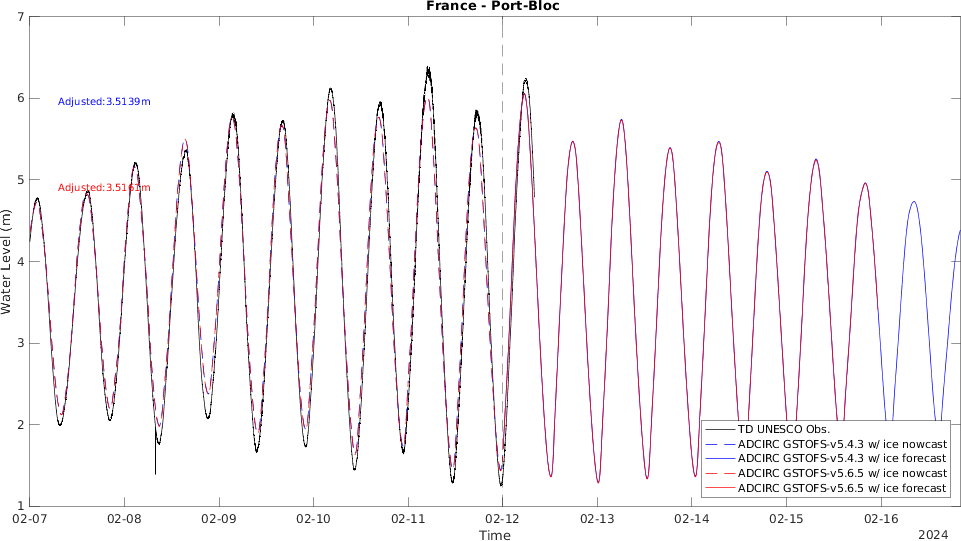 France - Port-Bloc
7
6
5
4
3
2
1
Water Level (m)
Adjusted:3.5139m
Adjusted:3.5161m
TD UNESCO Obs.
ADCIRC GSTOFS-v5.4.3 w/ ice nowcast
ADCIRC GSTOFS-v5.4.3 w/ ice forecast
ADCIRC GSTOFS-v5.6.5 w/ ice nowcast
ADCIRC GSTOFS-v5.6.5 w/ ice forecast
02-07 02-08 02-09 02-10 02-11 02-12 02-13 02-14 02-15 02-16
Time
2024